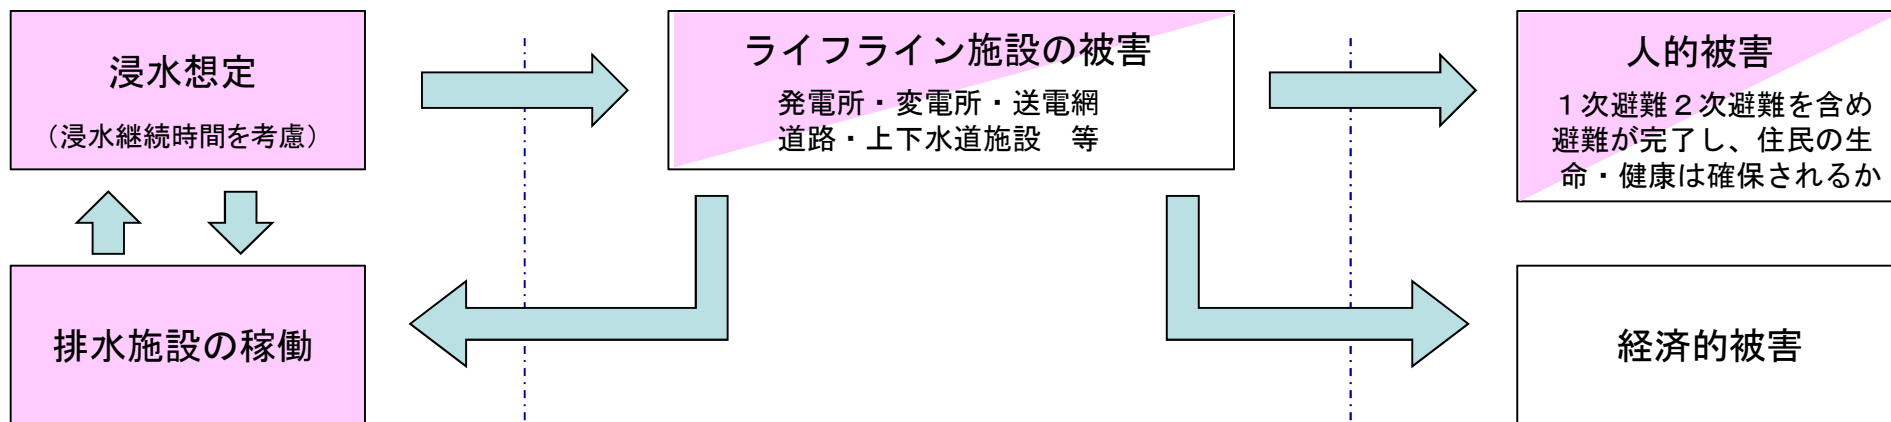 浸水想定
（浸水継続時間を考慮）
ライフライン施設の被害
発電所・変電所・送電網
道路・上下水道施設　等
人的被害
１次避難２次避難を含め
避難が完了し、住民の生
命・健康は確保されるか
排水施設の稼働
経済的被害